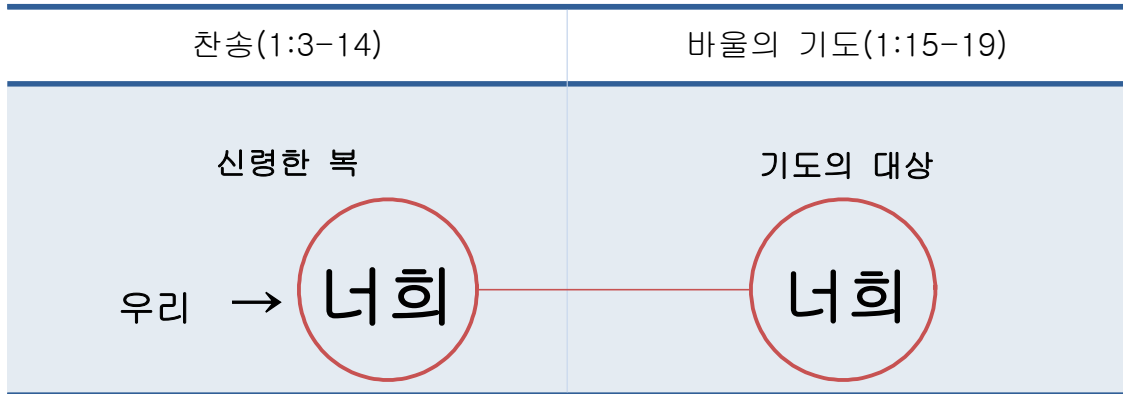 찬송(1:3-14)
바울의 기도(1:15-19)
신령한 복
기도의 대상
우리 → 너희
너희